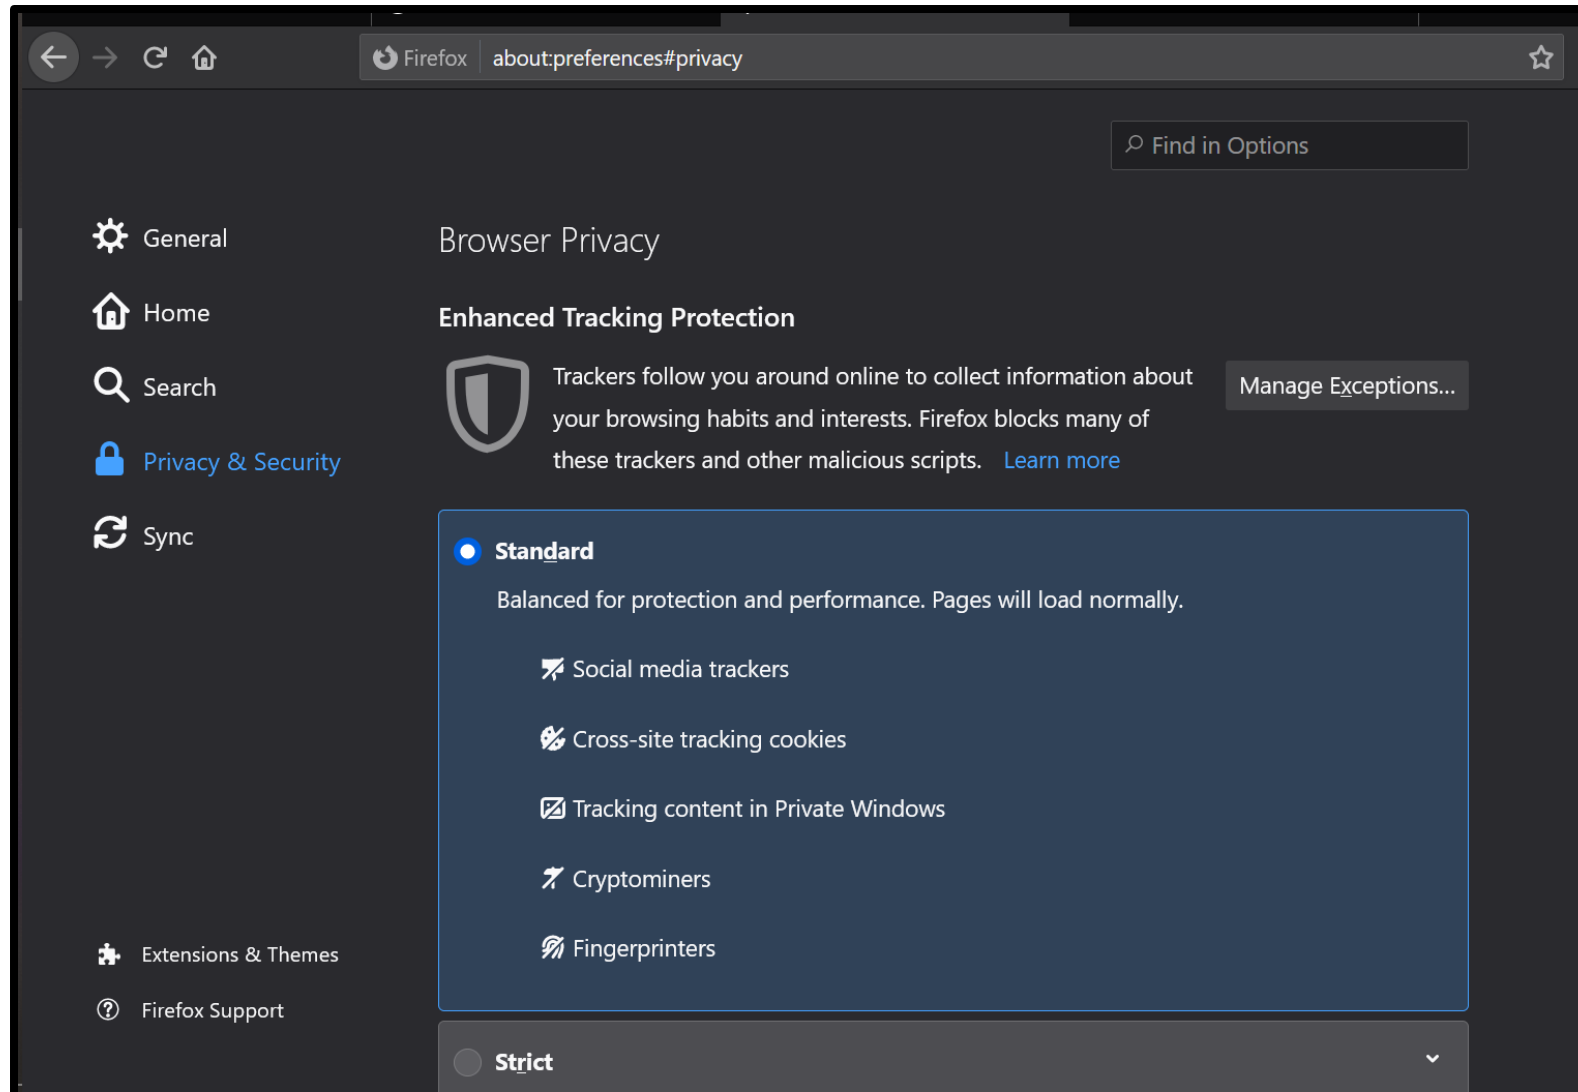 Firefox about:preferences#privacy
Find in Options
General
Home
Search
Privacy & Security
Sync
Extensions & Themes
Firefox Support
Browser Privacy
Enhanced Tracking Protection
Trackers follow you around online to collect information about
your browsing habits and interests. Firefox blocks many of
these trackers and other malicious scripts. Learn more
Manage Exceptions...
Standard
Balanced for protection and performance. Pages will load normally.
Social media trackers
Cross-site tracking cookies
Tracking content in Private Windows
Cryptominers
Fingerprinters
Strict